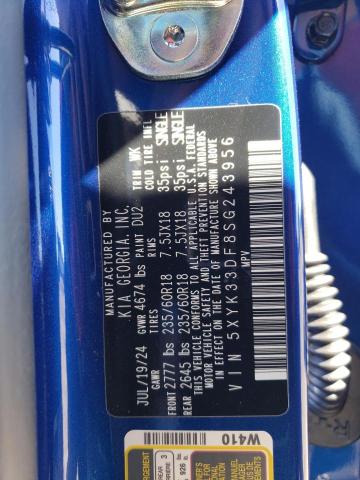 MANUFACTURED BY
KIA GEORGIA, INC.
JUL/19/24 GVWR 4674 lbs PAINT DU2 TRIM WK
GAWR TIRES RIMS COLD TIRE INFL
FRONT 2777 lbs 235/60R18 7.5JX18 35psi SINGLE
REAR 2645 lbs 235/60R18 7.5JX18 35psi SINGLE
THIS VEHICLE CONFORMS TO ALL APPLICABLE U.S.A. FEDERAL
MOTOR VEHICLE SAFETY AND THEFT PREVENTION STANDARDS
IN EFFECT ON THE DATE OF MANUFACTURE SHOWN ABOVE
VIN 5XYK33DF8SG243956
MPV
W410
3